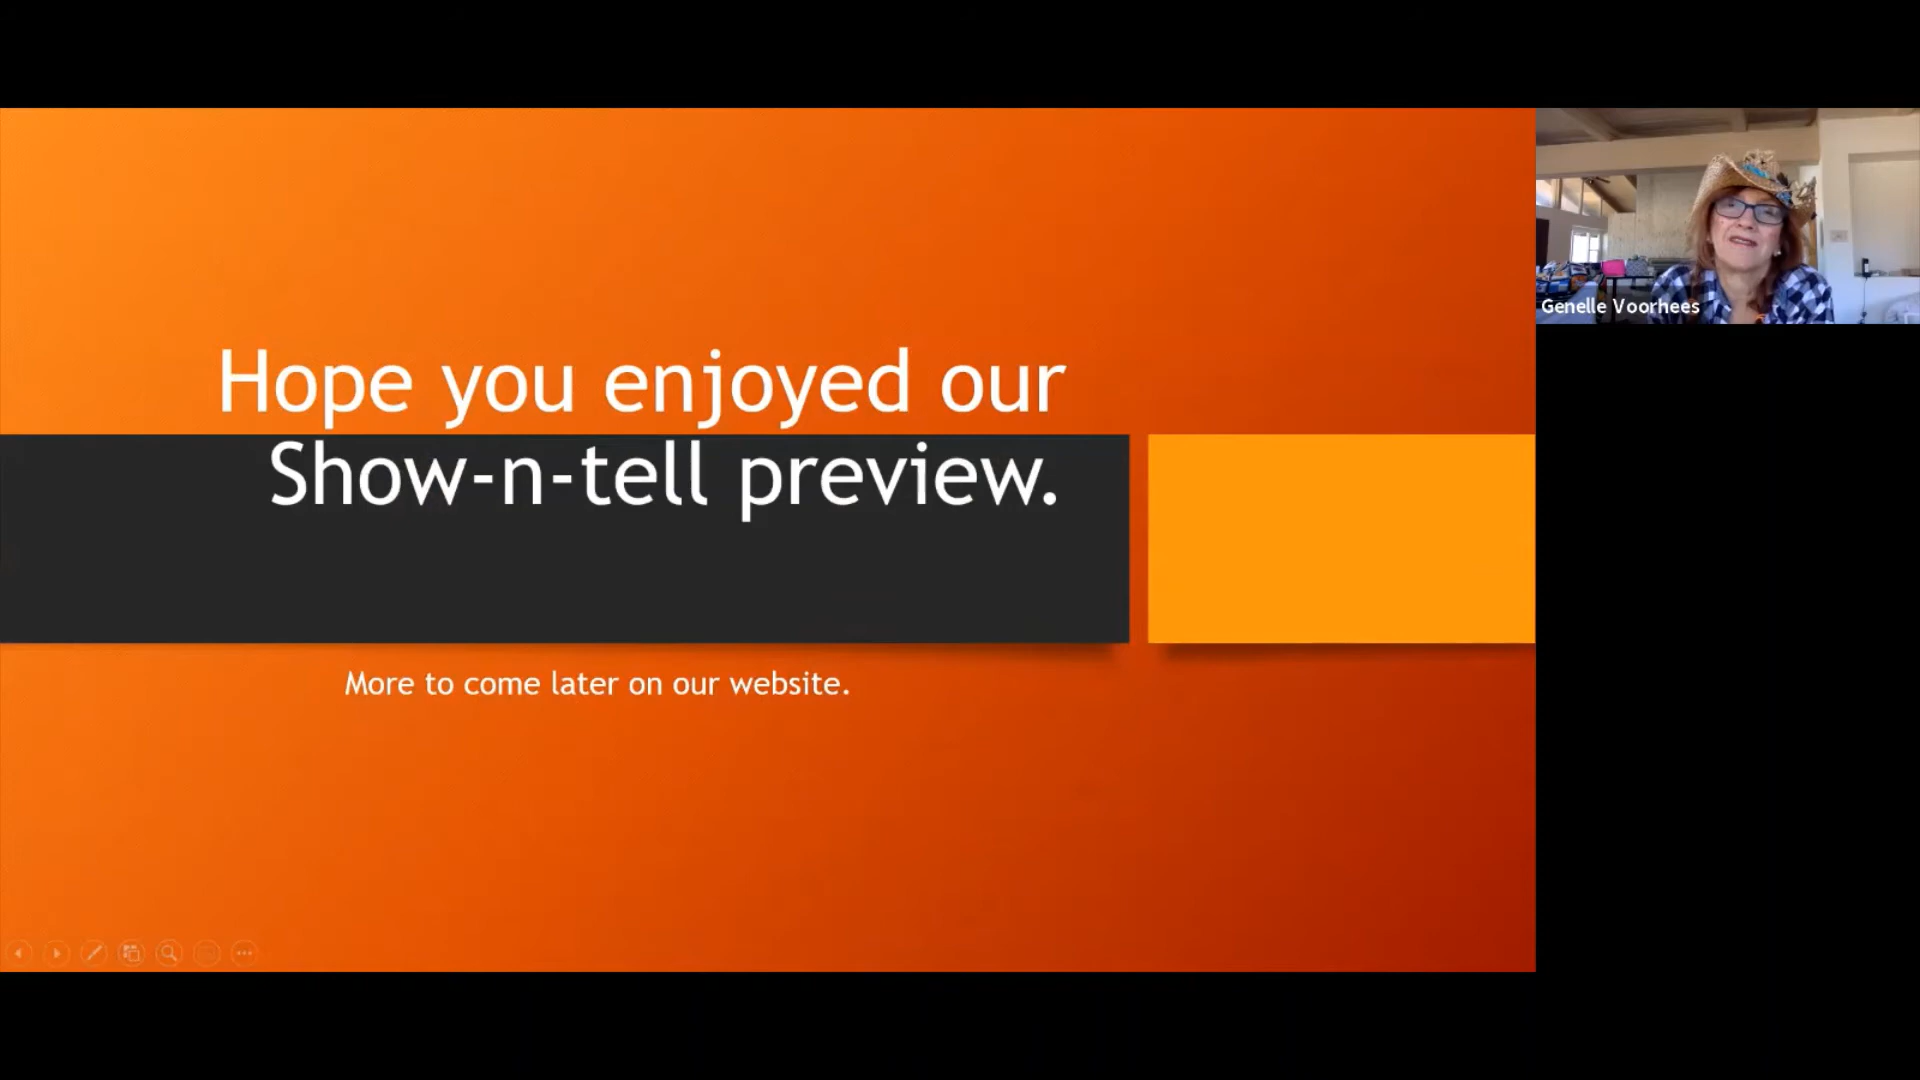 Hope you enjoyed our
Show-n-tell preview.
More to come later on our website.
Genelle Voorhees